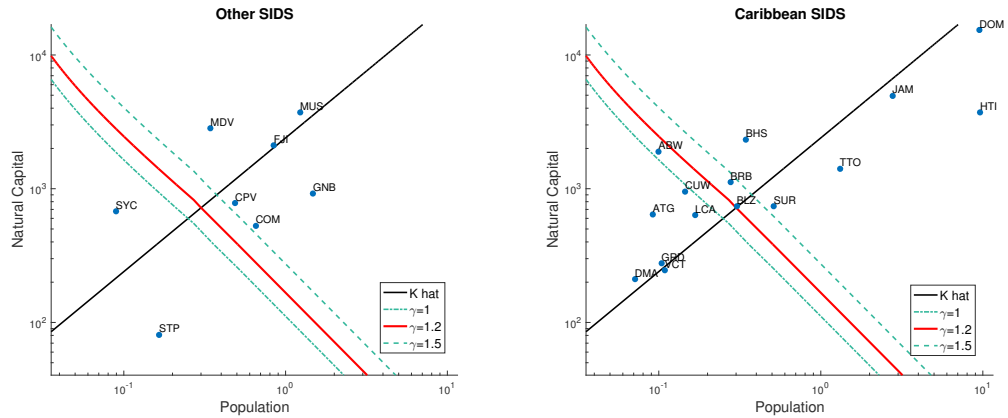 Other SIDS
Natural Capital
10^4
10^3
10^2
MDV
MUS
FJI
GNB
CPV
COM
SYC
STP
K hat
γ=1
γ=1.2
γ=1.5
10^-1
10^0
10^1
Population
Caribbean SIDS
Natural Capital
10^4
10^3
10^2
DOM
JAM
HTI
BHS
ABW
TTO
BRB
CUW
BLZ
SUR
ATG
LCA
GRD
VCT
DMA
K hat
γ=1
γ=1.2
γ=1.5
10^-1
10^0
10^1
Population